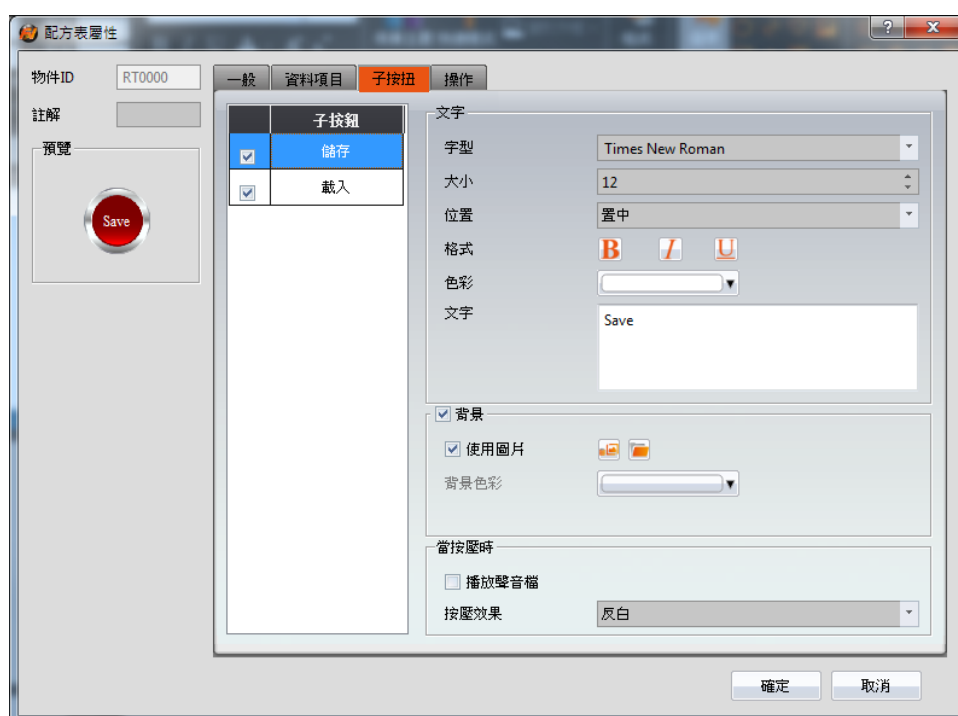 配方表屬性
?
X
物件ID
RT0000
註解
預覽
Save
一般
資料項目
子按扭
操作
子按鈕
儲存
載入
文字
字型
Times New Roman
大小
12
位置
置中
格式
B
I
U
色彩
文字
Save
背景
使用圖片
背景色彩
當按壓時
播放聲音檔
按壓效果
反白
確定
取消